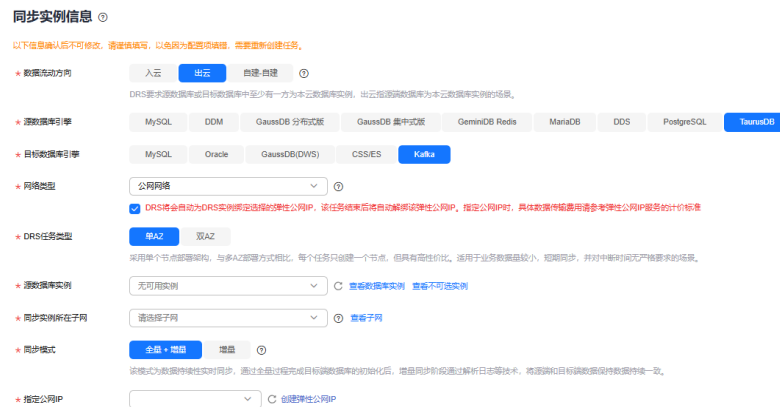 同步实例信息
以下信息确认后不可修改，请谨慎填写，以免因为配置项填错，需要重新创建任务。
* 数据流动方向 入云 出云 自建-自建
DRS要求源数据库或目标数据库中至少有一方为本云数据库实例，出云指源端数据库为本云数据库实例的场景。
* 源数据库引擎 MySQL DDM GaussDB 分布式版 GaussDB 集中式版 GeminiDB Redis MariaDB DDS PostgreSQL TaurusDB
* 目标数据库引擎 MySQL Oracle GaussDB(DWS) CSS/ES Kafka
* 网络类型 公网网络
DRS将会自动为DRS实例绑定选择的弹性公网IP，该任务结束后将自动解绑该弹性公网IP。指定公网IP时，具体数据传输费用请参考弹性公网IP服务的计价标准
* DRS任务类型 单AZ 双AZ
采用单个节点部署架构，与多AZ部署方式相比，每个任务只创建一个节点，但具有高性价比。适用于业务数据量较小，短期同步，并对中断时间无严格要求的场景。
* 源数据库实例 无可用实例 查看数据库实例 查看不可选实例
* 同步实例所在子网 请选择子网 查看子网
* 同步模式 全量+增量 增量
该模式为数据持续性实时同步，通过全量过程完成目标端数据库的初始化后，增量同步阶段通过解析日志等技术，将源端和目标端数据保持数据持续一致。
* 指定公网IP 创建弹性公网IP